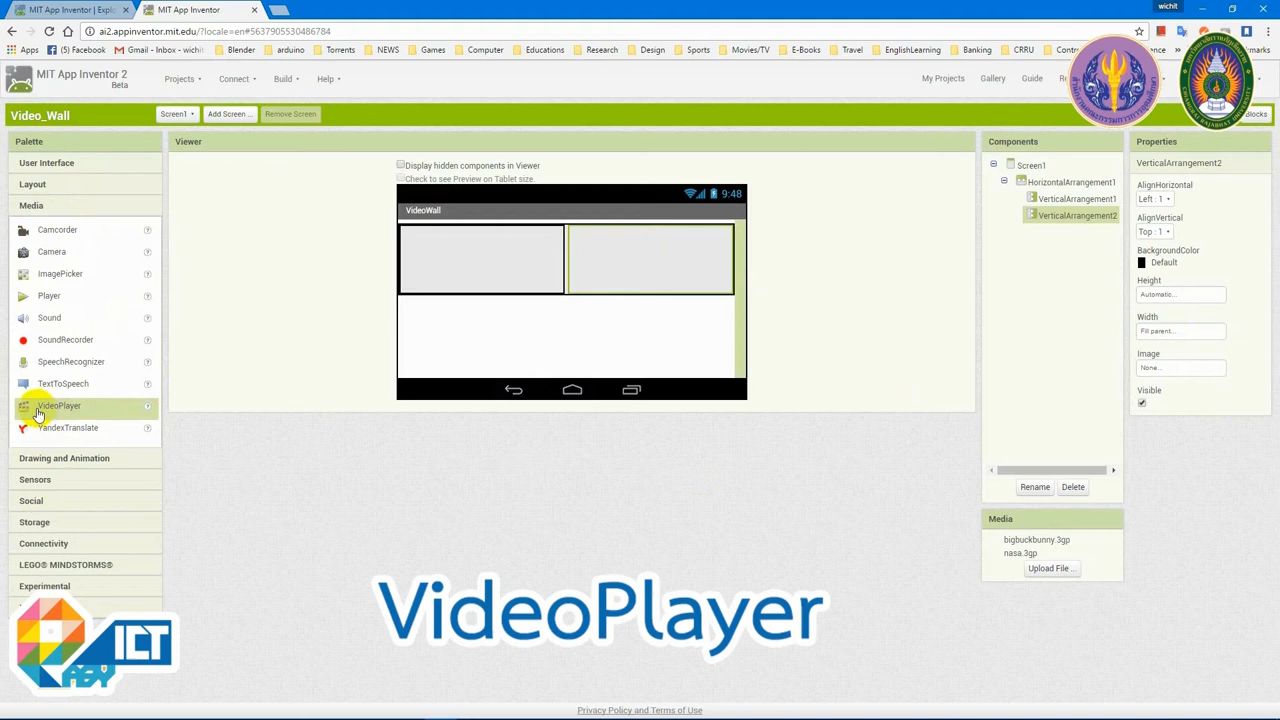 wichit
MIT App Inventor | Explo
MIT App Inventor
ai2.appinventor.mit.edu/?locale=en#5637905530486784
Apps (5) Facebook Gmail Blender arduino Torrents NEWS Games Computer Educations Research Design Sports Movies/TV E-Books Travel EnglishLearning Banking CRRU
MIT App Inventor 2
Beta
Projects Connect Build Help My Projects Gallery Guide
Video_Wall Screen1 Add Screen ... Remove Screen Blocks
Palette
User Interface
Layout
Media
Camcorder
Camera
ImagePicker
Player
Sound
SoundRecorder
SpeechRecognizer
TextToSpeech
VideoPlayer
YandexTranslate
Drawing and Animation
Sensors
Social
Storage
Connectivity
LEGO® MINDSTORMS®
Experimental
Viewer
Display hidden components in Viewer
Check to see Preview on Tablet size.
9:48
VideoWall
Components
Screen1
HorizontalArrangement1
VerticalArrangement1
VerticalArrangement2
Rename Delete
Media
bigbuckbunny.3gp
nasa.3gp
Upload File ...
Properties
VerticalArrangement2
AlignHorizontal
Left : 1
AlignVertical
Top : 1
BackgroundColor
Default
Height
Automatic...
Width
Fill parent...
Image
None...
Visible
VideoPlayer
ICT
Privacy Policy and Terms of Use